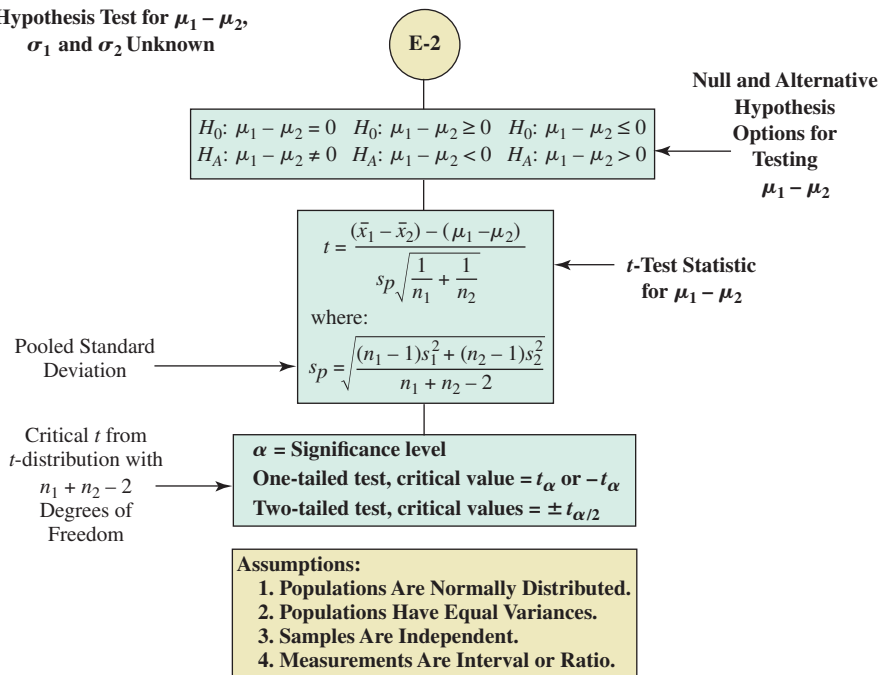 Hypothesis Test for μ1 − μ2,
σ1 and σ2 Unknown
E-2
Null and Alternative
Hypothesis
Options for
Testing
μ1 − μ2
H0: μ1 − μ2 = 0 H0: μ1 − μ2 ≥ 0 H0: μ1 − μ2 ≤ 0
HA: μ1 − μ2 ≠ 0 HA: μ1 − μ2 < 0 HA: μ1 − μ2 > 0
t = ((x̄1 − x̄2) − (μ1 − μ2)) / (sp √(1/n1 + 1/n2))
t-Test Statistic
for μ1 − μ2
where:
sp = √(((n1 − 1)s1² + (n2 − 1)s2²) / (n1 + n2 − 2))
Pooled Standard
Deviation
Critical t from
t-distribution with
n1 + n2 − 2
Degrees of
Freedom
α = Significance level
One-tailed test, critical value = tα or −tα
Two-tailed test, critical values = ± tα/2
Assumptions:
1. Populations Are Normally Distributed.
2. Populations Have Equal Variances.
3. Samples Are Independent.
4. Measurements Are Interval or Ratio.